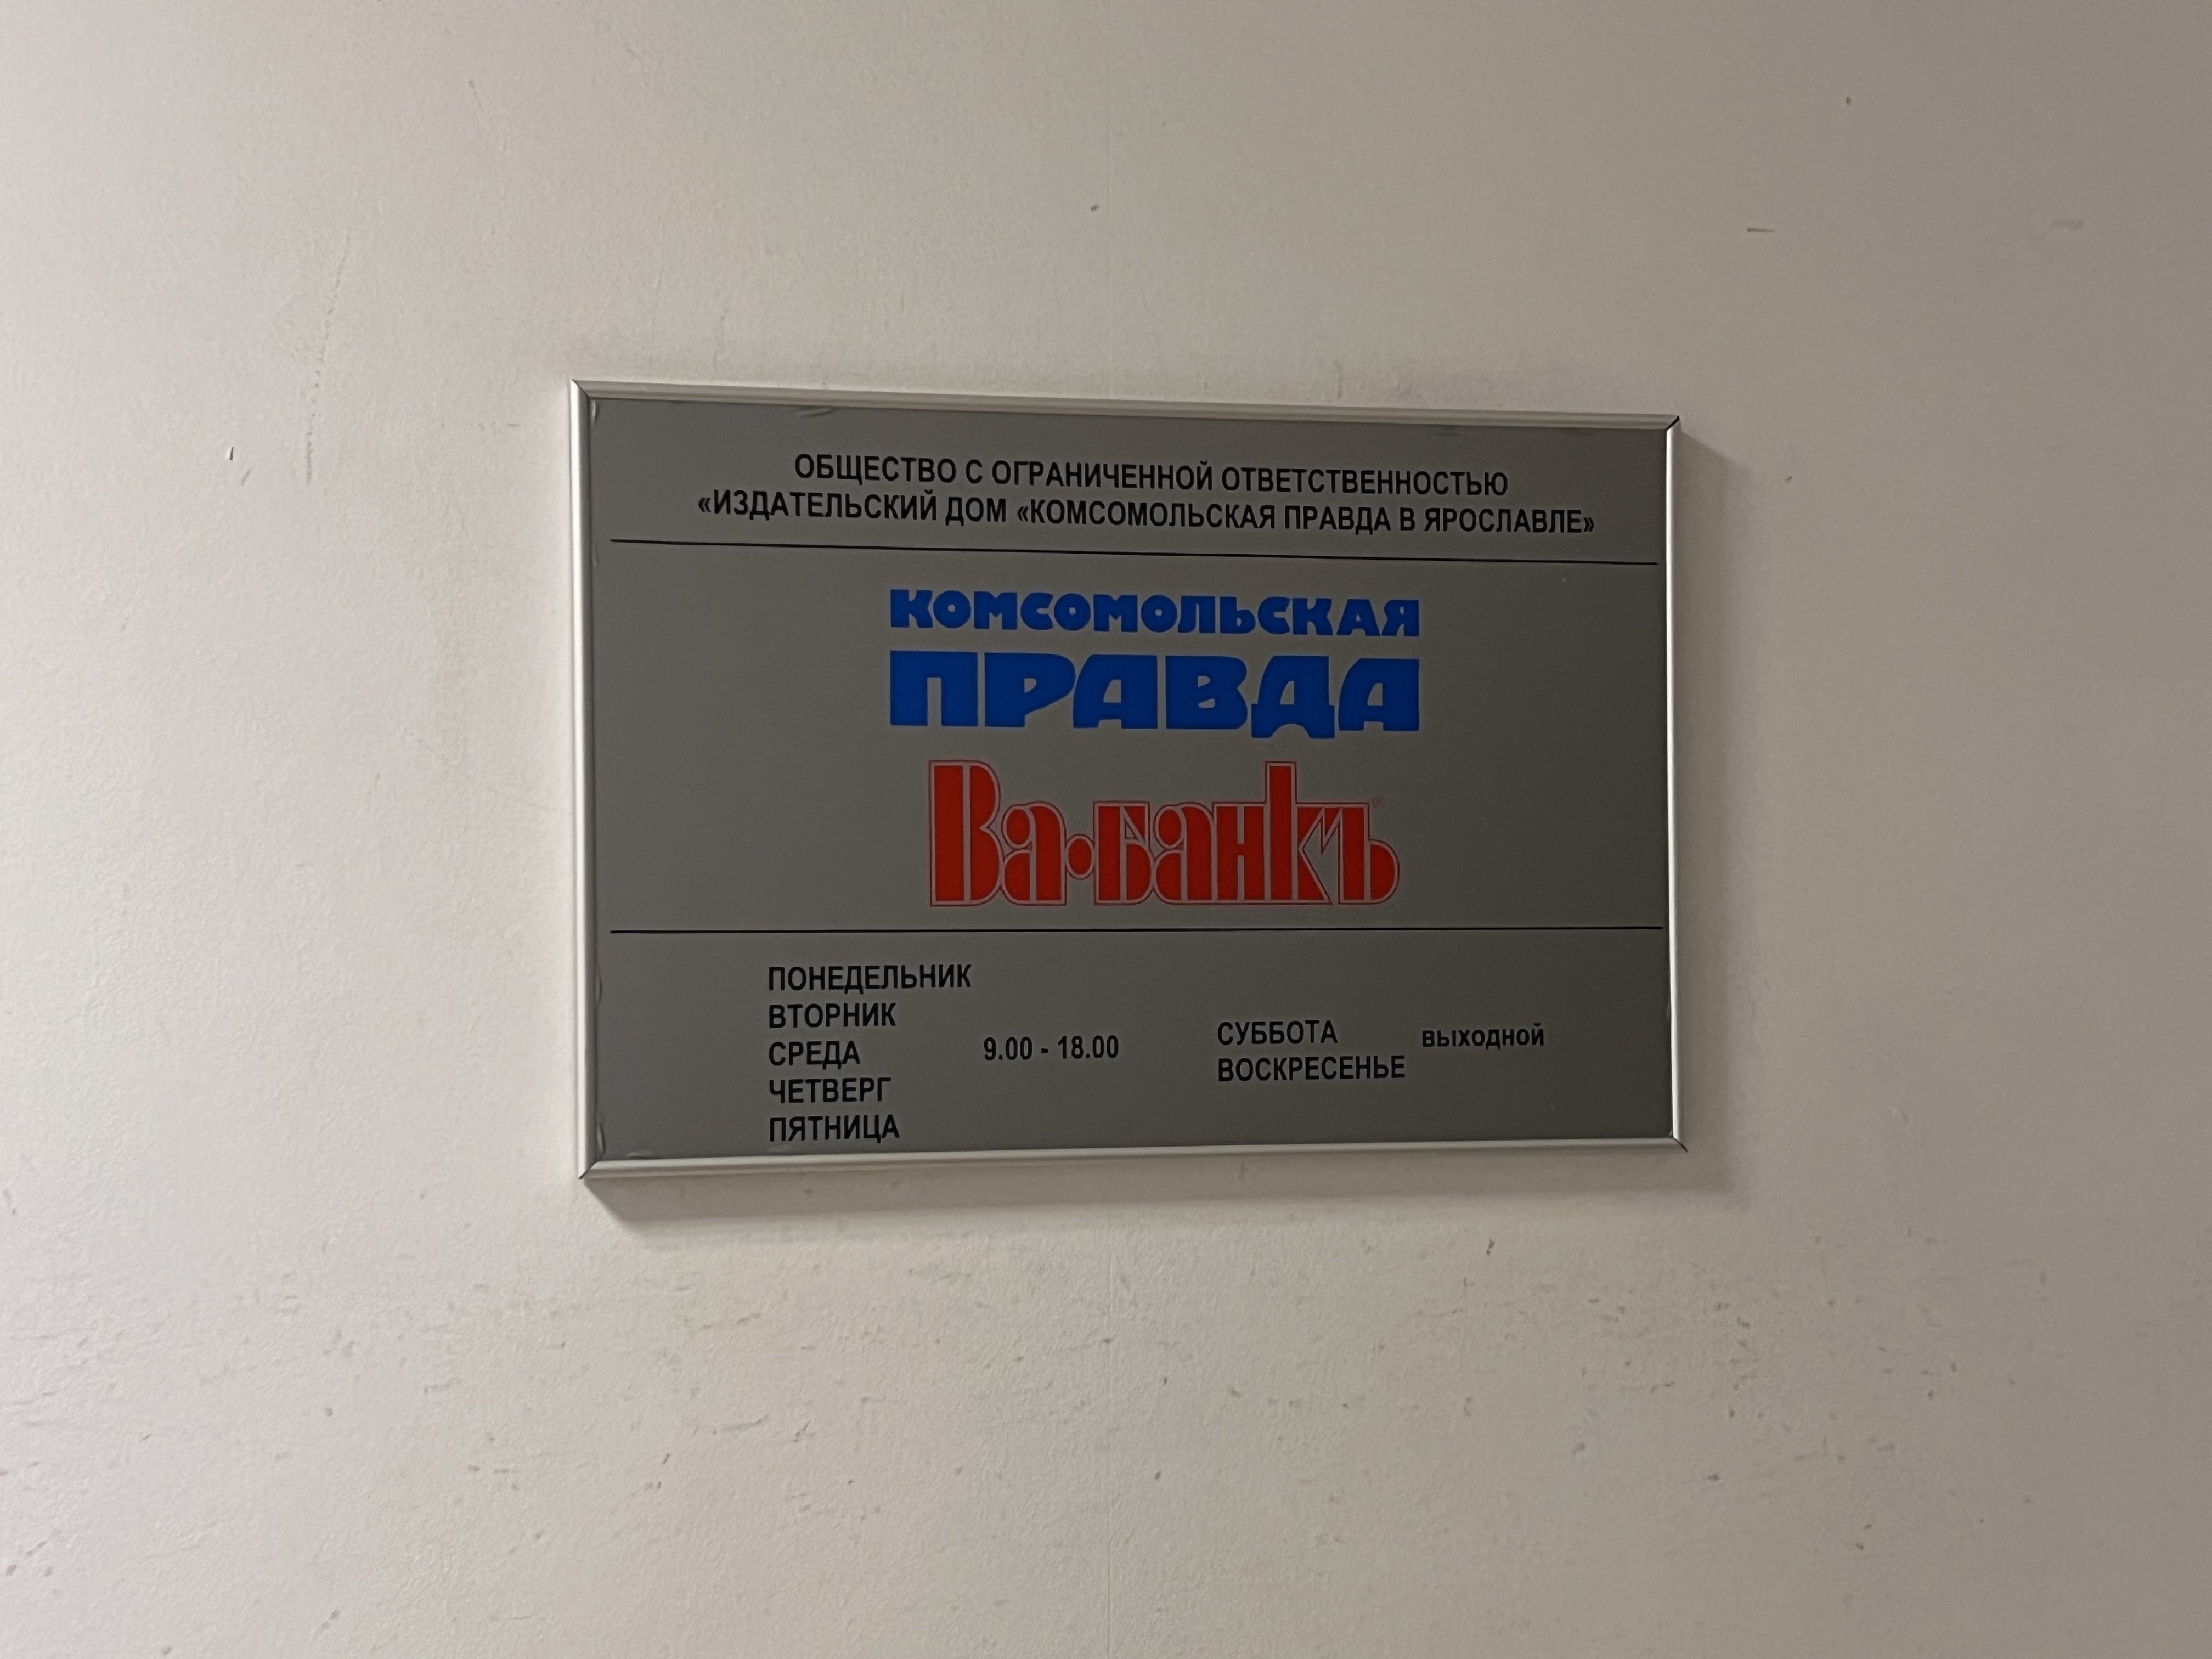 ОБЩЕСТВО С ОГРАНИЧЕННОЙ ОТВЕТСТВЕННОСТЬЮ
«ИЗДАТЕЛЬСКИЙ ДОМ «КОМСОМОЛЬСКАЯ ПРАВДА В ЯРОСЛАВЛЕ»
КОМСОМОЛЬСКАЯ
ПРАВДА
Ва•банкъ
ПОНЕДЕЛЬНИК
ВТОРНИК
СРЕДА
ЧЕТВЕРГ
ПЯТНИЦА
9.00 - 18.00
СУББОТА
ВОСКРЕСЕНЬЕ
выходной